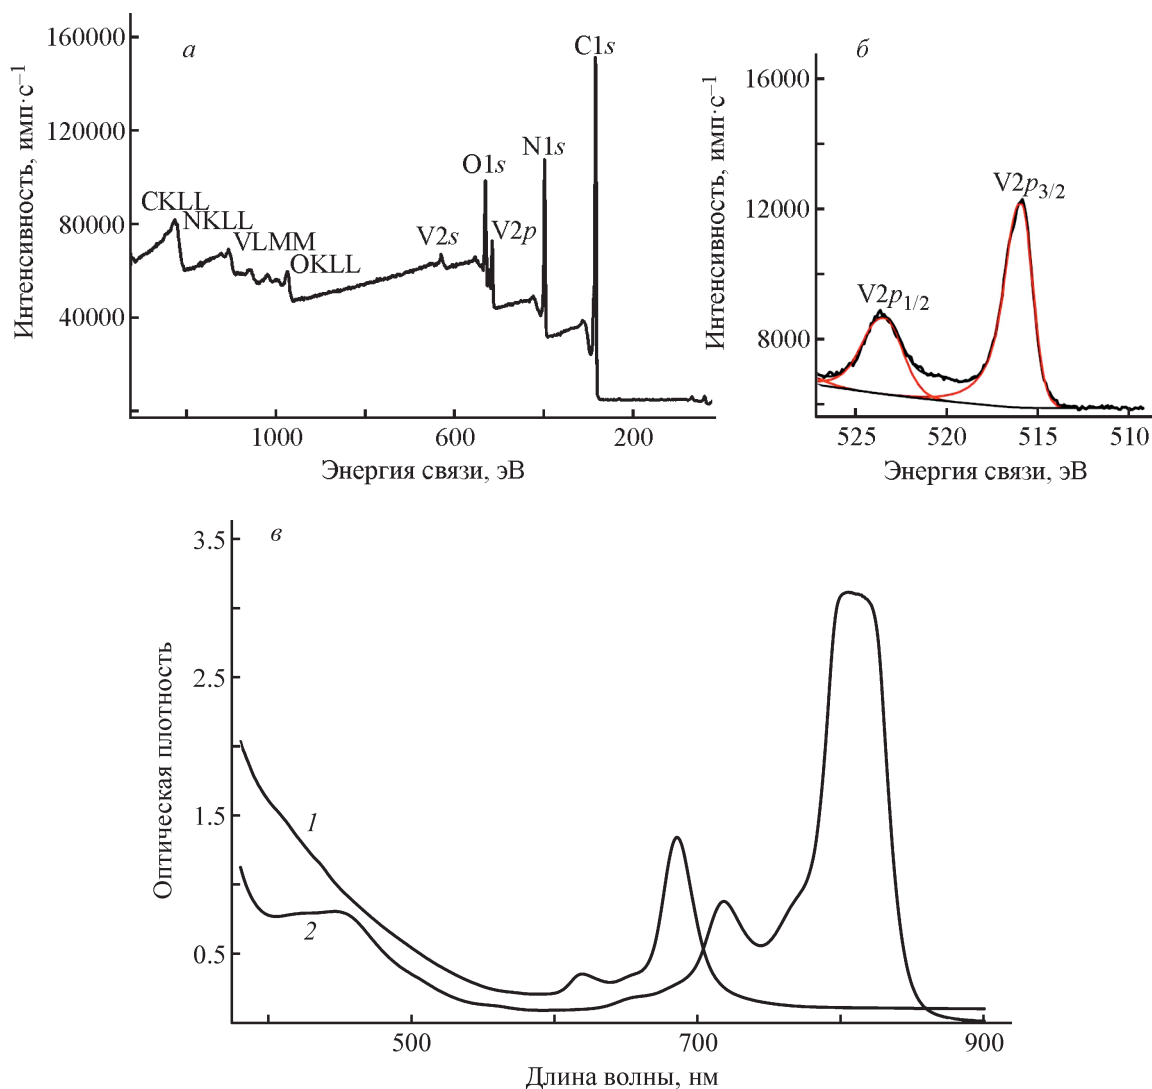 а
160000
120000
80000
40000
Интенсивность, имп·с⁻¹
C1s
N1s
O1s
V2p
V2s
CKLL
NKLL
VLMM
OKLL
1000
600
200
Энергия связи, эВ
б
16000
12000
8000
Интенсивность, имп·с⁻¹
V2p₃/₂
V2p₁/₂
525
520
515
510
Энергия связи, эВ
в
3.5
2.5
1.5
0.5
Оптическая плотность
1
2
500
700
900
Длина волны, нм